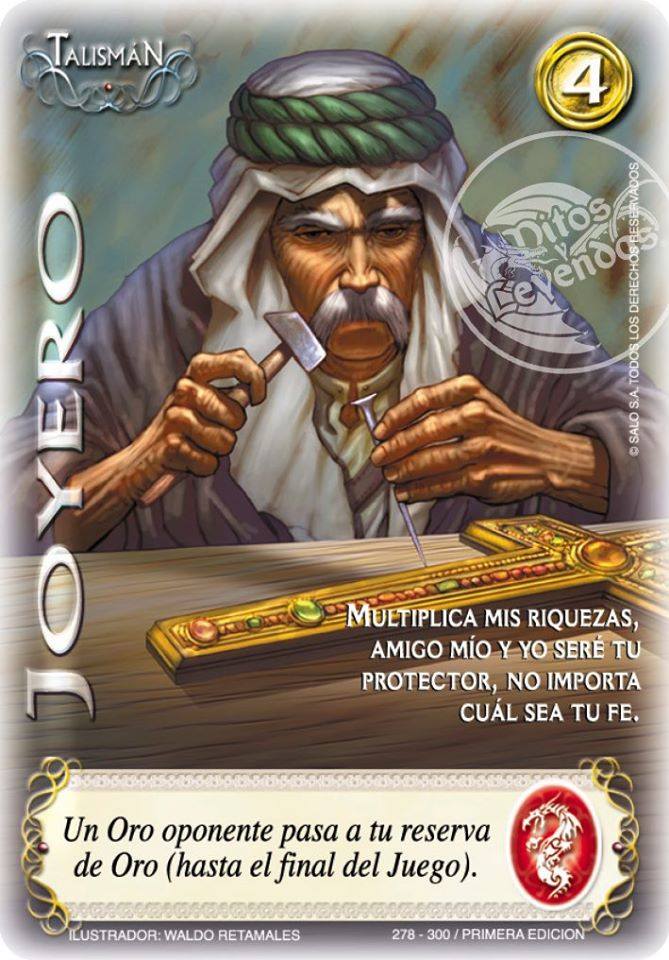 TALISMÁN
4
JOYERO
Mitos
y
Leyendas
© SALO S.A. TODOS LOS DERECHOS RESERVADOS
MULTIPLICA MIS RIQUEZAS,
AMIGO MÍO Y YO SERÉ TU
PROTECTOR, NO IMPORTA
CUÁL SEA TU FE.
Un Oro oponente pasa a tu reserva
de Oro (hasta el final del Juego).
ILUSTRADOR: WALDO RETAMALES
278 - 300 / PRIMERA EDICION